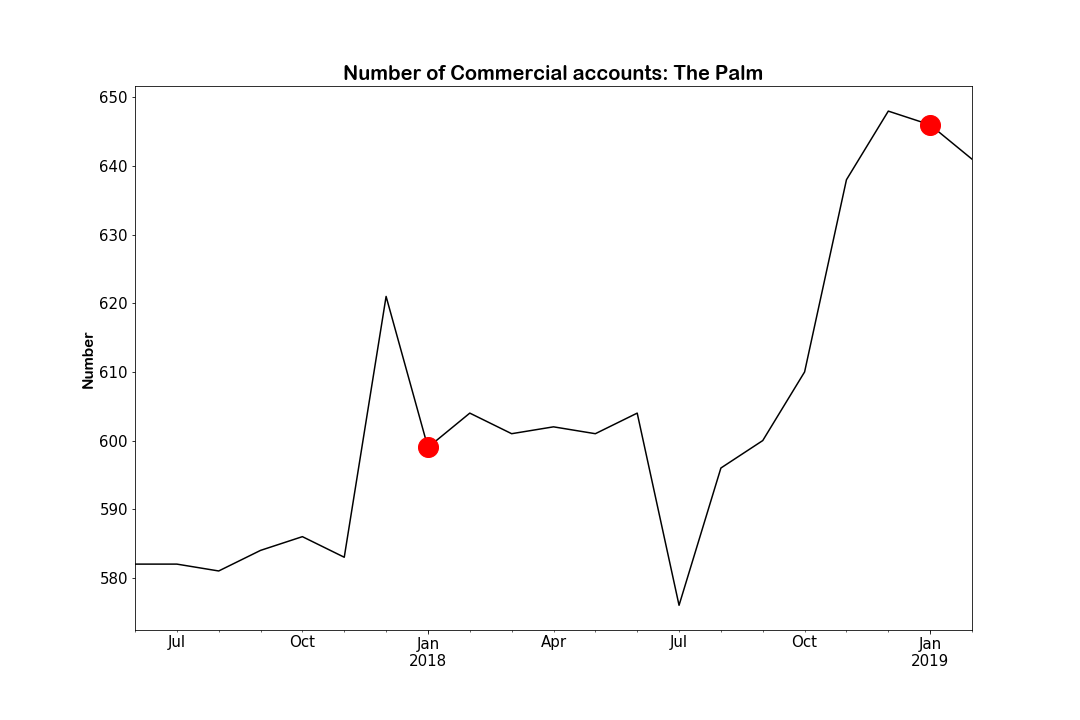 Number of Commercial accounts: The Palm
650
640
630
620
610
600
590
580
Number
Jul
Oct
Jan
2018
Apr
Jul
Oct
Jan
2019